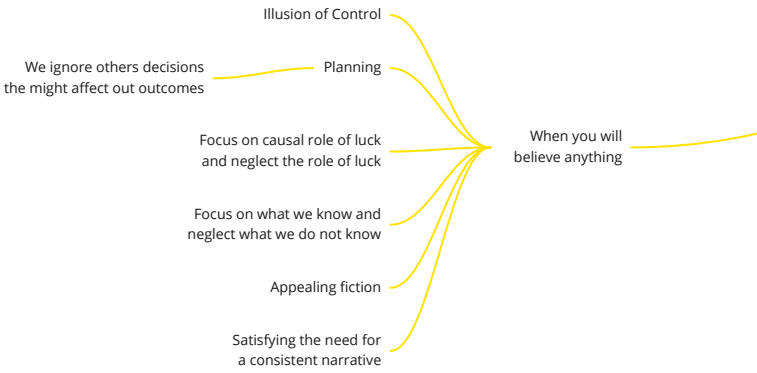 Illusion of Control
We ignore others decisions
the might affect out outcomes
Planning
Focus on causal role of luck
and neglect the role of luck
When you will
believe anything
Focus on what we know and
neglect what we do not know
Appealing fiction
Satisfying the need for
a consistent narrative